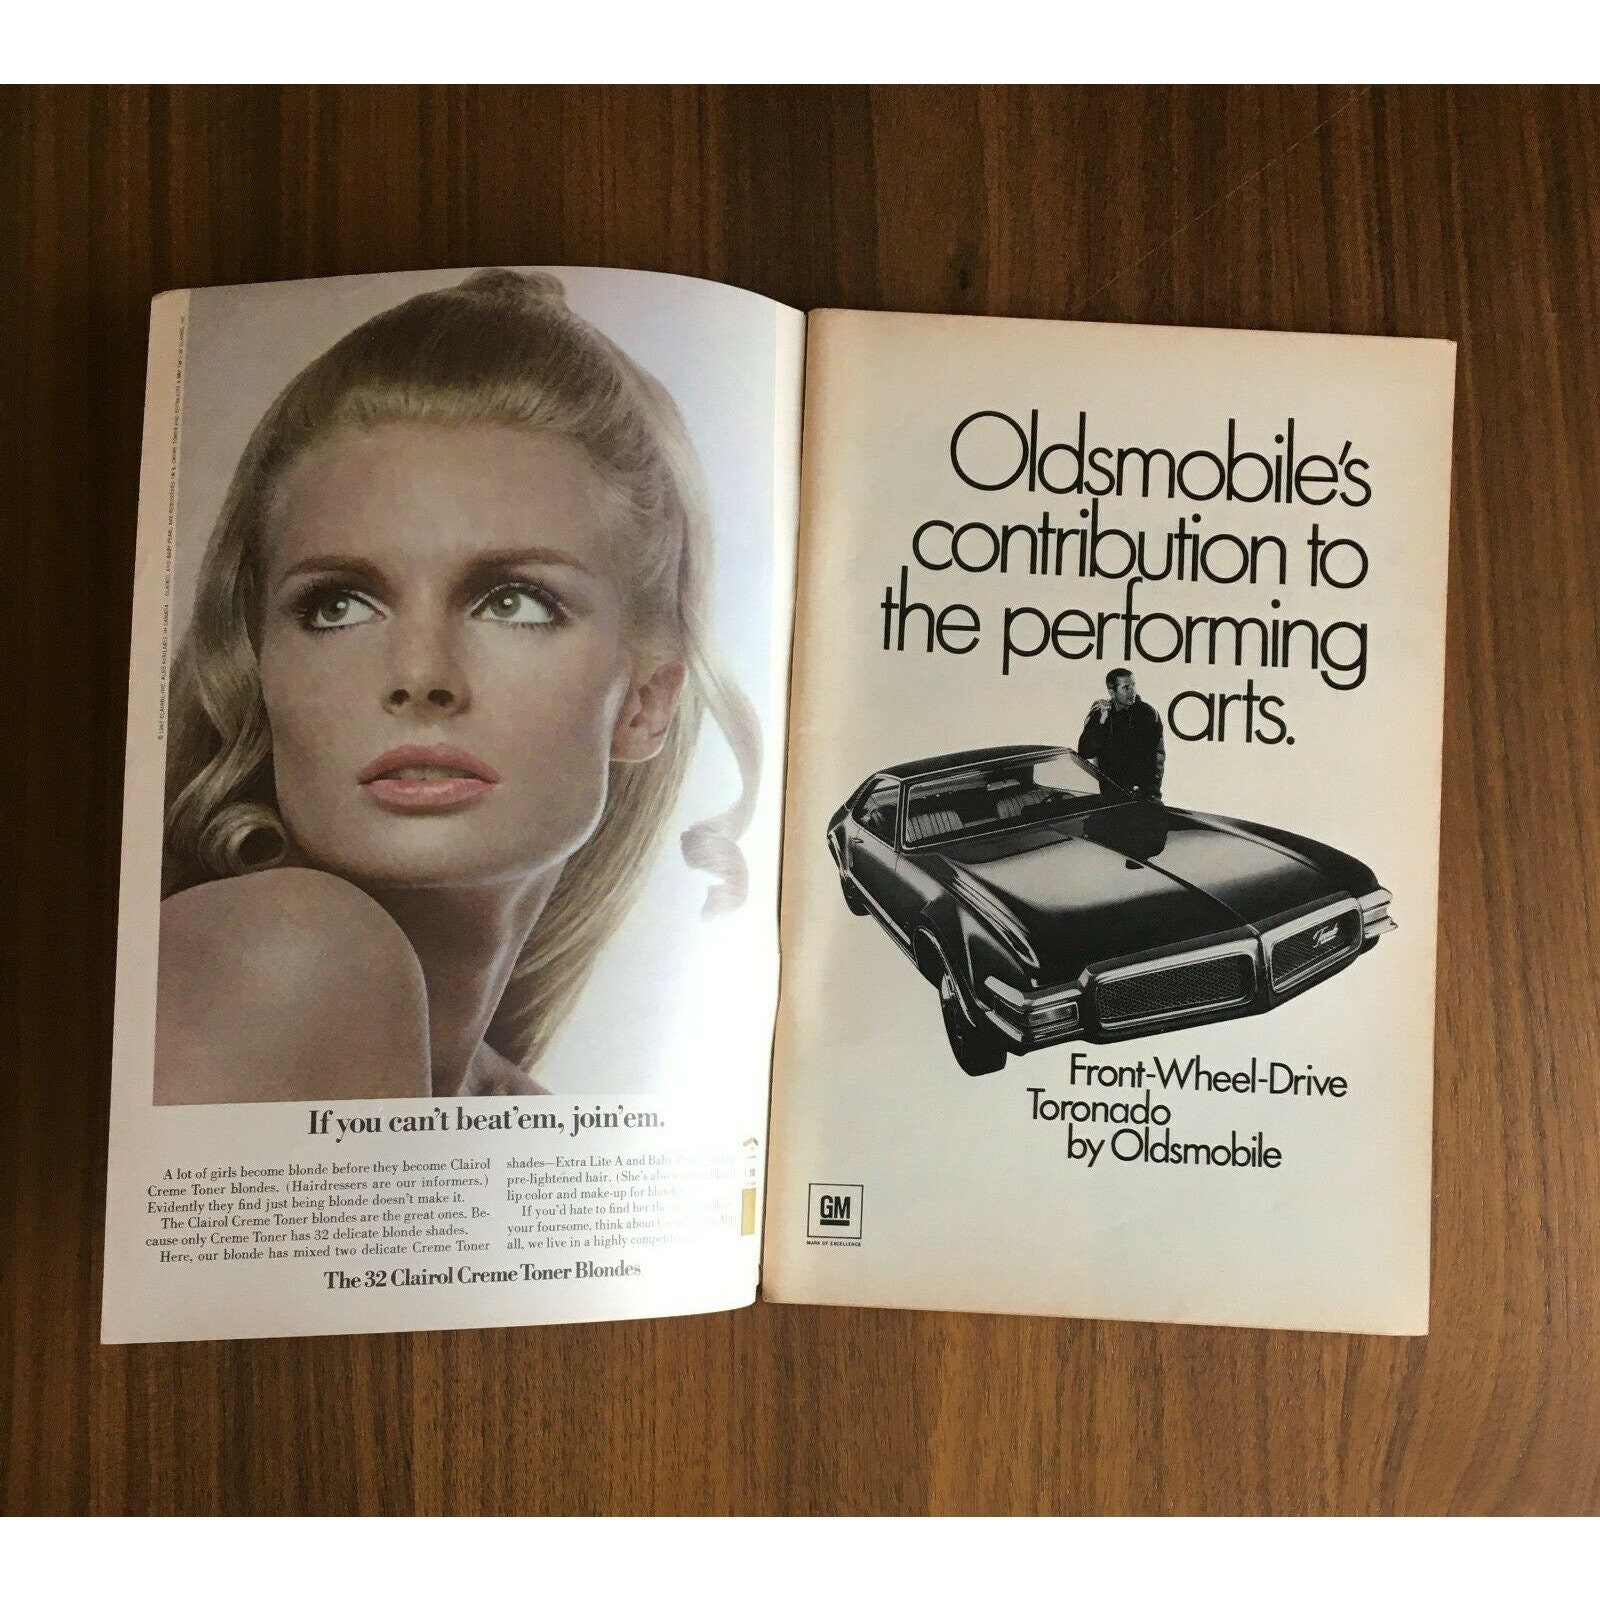 If you can't beat 'em, join 'em.
A lot of girls become blonde before they become Clairol
Creme Toner blondes. (Hairdressers are our informers.)
Evidently they find just being blonde doesn't make it.
The Clairol Creme Toner blondes are the great ones. Be-
cause only Creme Toner has 32 delicate blonde shades.
Here, our blonde has mixed two delicate Creme Toner
shades—Extra Lite A and Baby
pre-lightened hair. (She's also
lip color and make-up for
If you'd hate to find her
your foursome, think about
all, we live in a highly
The 32 Clairol Creme Toner Blondes
Oldsmobile's
contribution to
the performing
arts.
Front-Wheel-Drive
Toronado
by Oldsmobile
GM
MARK OF EXCELLENCE